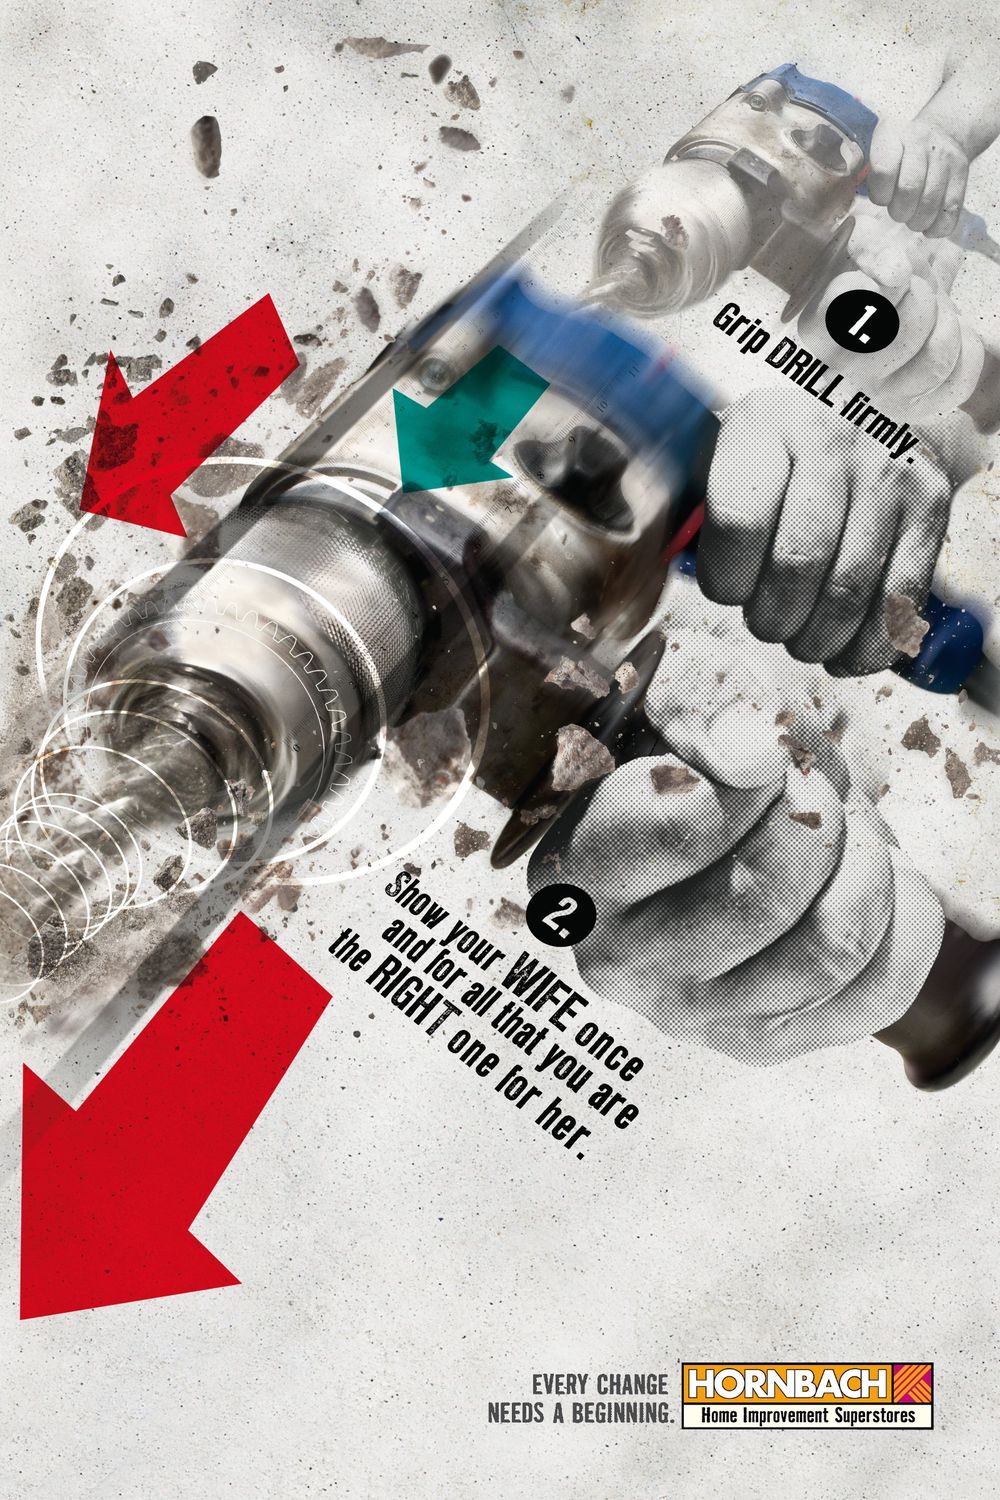 1.
Grip DRILL firmly.
2.
Show your WIFE once
and for all that you are
the RIGHT one for her.
EVERY CHANGE
NEEDS A BEGINNING.
HORNBACH
Home Improvement Superstores